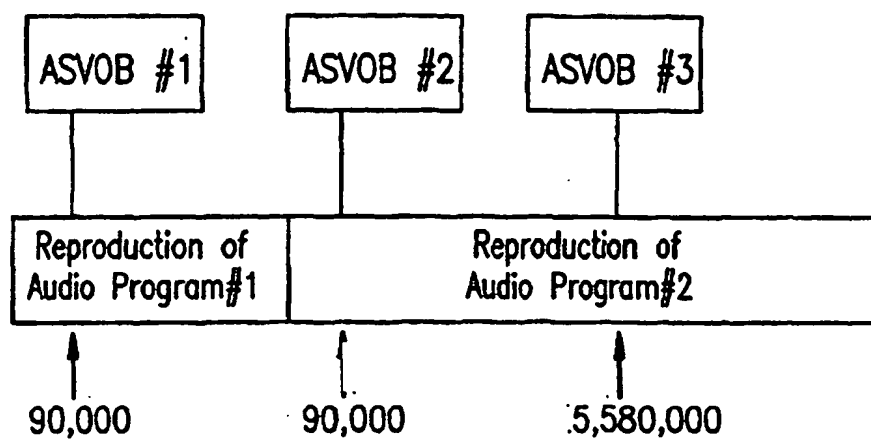 ASVOB #1
ASVOB #2
ASVOB #3
Reproduction of
Audio Program#1
Reproduction of
Audio Program#2
90,000
90,000
5,580,000